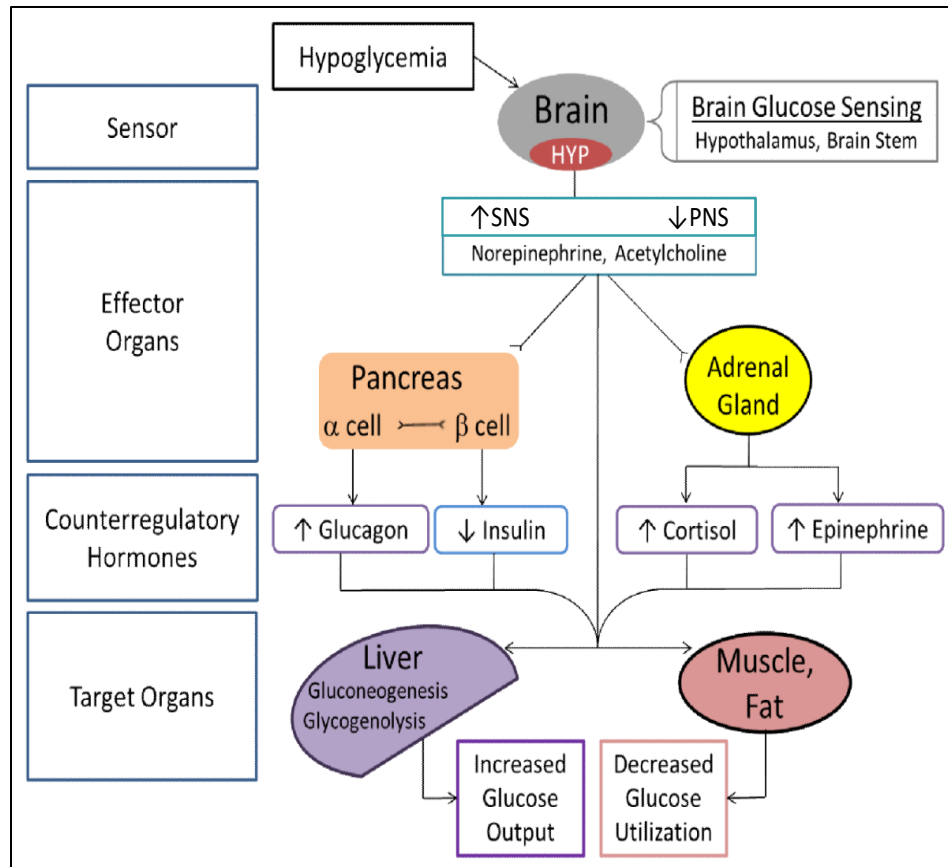 Hypoglycemia
Sensor
Brain
HYP
Brain Glucose Sensing
Hypothalamus, Brain Stem
↑SNS ↓PNS
Norepinephrine, Acetylcholine
Effector
Organs
Pancreas
α cell β cell
Adrenal
Gland
Counterregulatory
Hormones
↑ Glucagon
↓ Insulin
↑ Cortisol
↑ Epinephrine
Target Organs
Liver
Gluconeogenesis
Glycogenolysis
Muscle,
Fat
Increased
Glucose
Output
Decreased
Glucose
Utilization